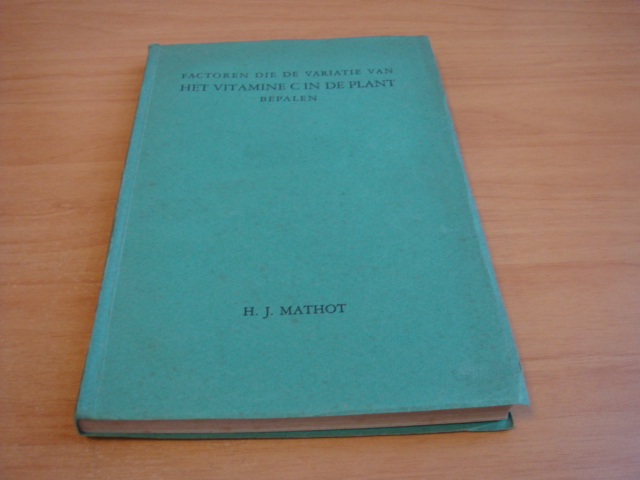 FACTOREN DIE DE VARIATIE VAN
HET VITAMINE C IN DE PLANT
BEPALEN
H. J. MATHOT